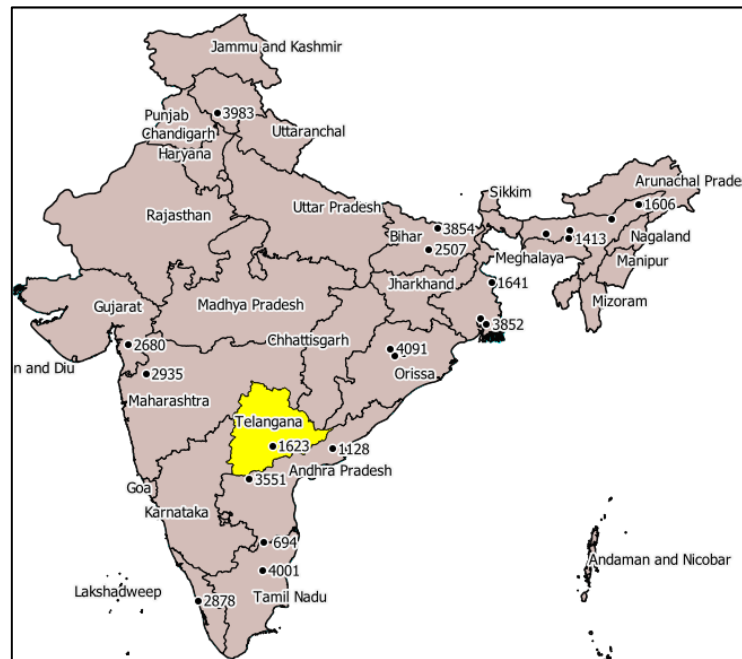 Jammu and Kashmir
3983
Punjab
Chandigarh
Haryana
Uttaranchal
Sikkim
Arunachal Prade
1606
Rajasthan
Uttar Pradesh
3854
Bihar
2507
1413
Nagaland
Meghalaya
Manipur
Mizoram
1641
Jharkhand
Gujarat
Madhya Pradesh
3852
Chhattisgarh
2680
4091
n and Diu
Orissa
2935
Maharashtra
Telangana
1623
1128
Andhra Pradesh
3551
Goa
Karnataka
694
Andaman and Nicobar
4001
Lakshadweep
2878
Tamil Nadu